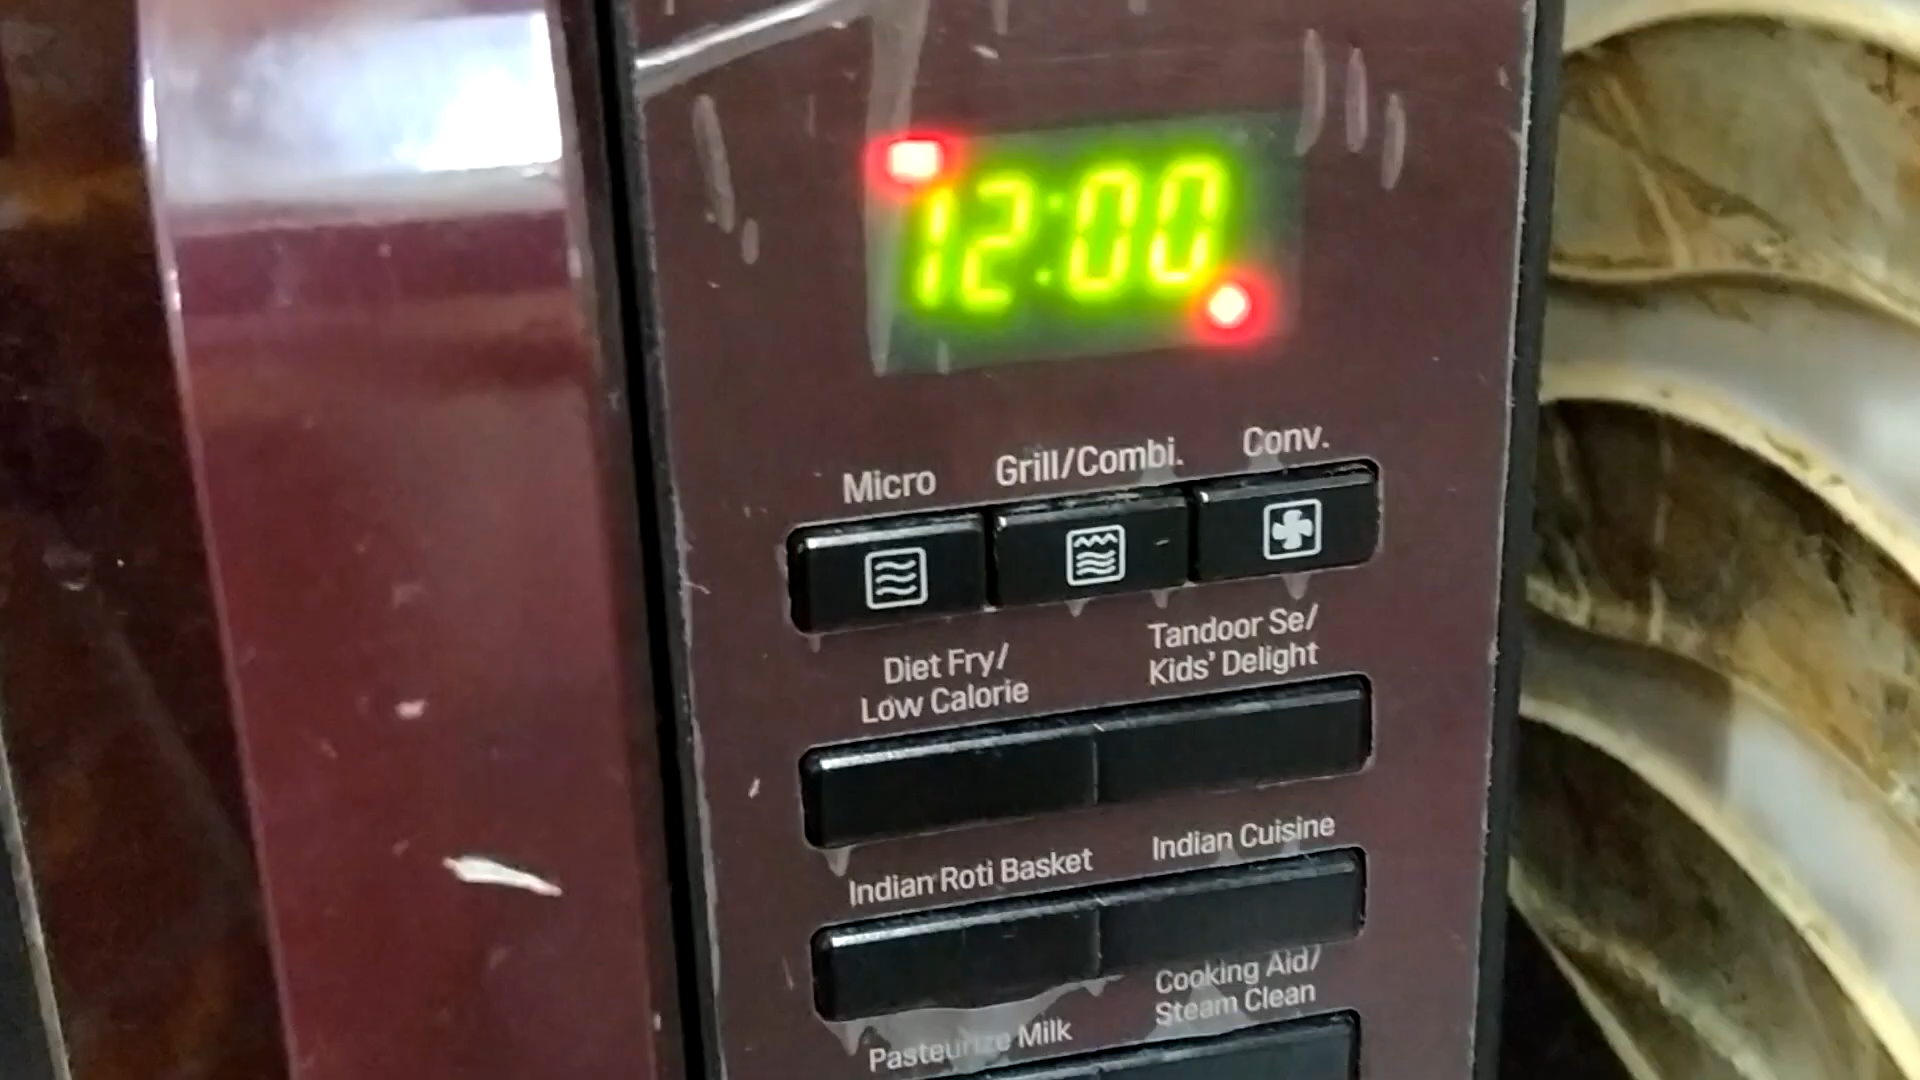 12:00
Micro
Grill/Combi.
Conv.
Diet Fry/
Low Calorie
Tandoor Se/
Kids' Delight
Indian Roti Basket
Indian Cuisine
Pasteurize Milk
Cooking Aid/
Steam Clean